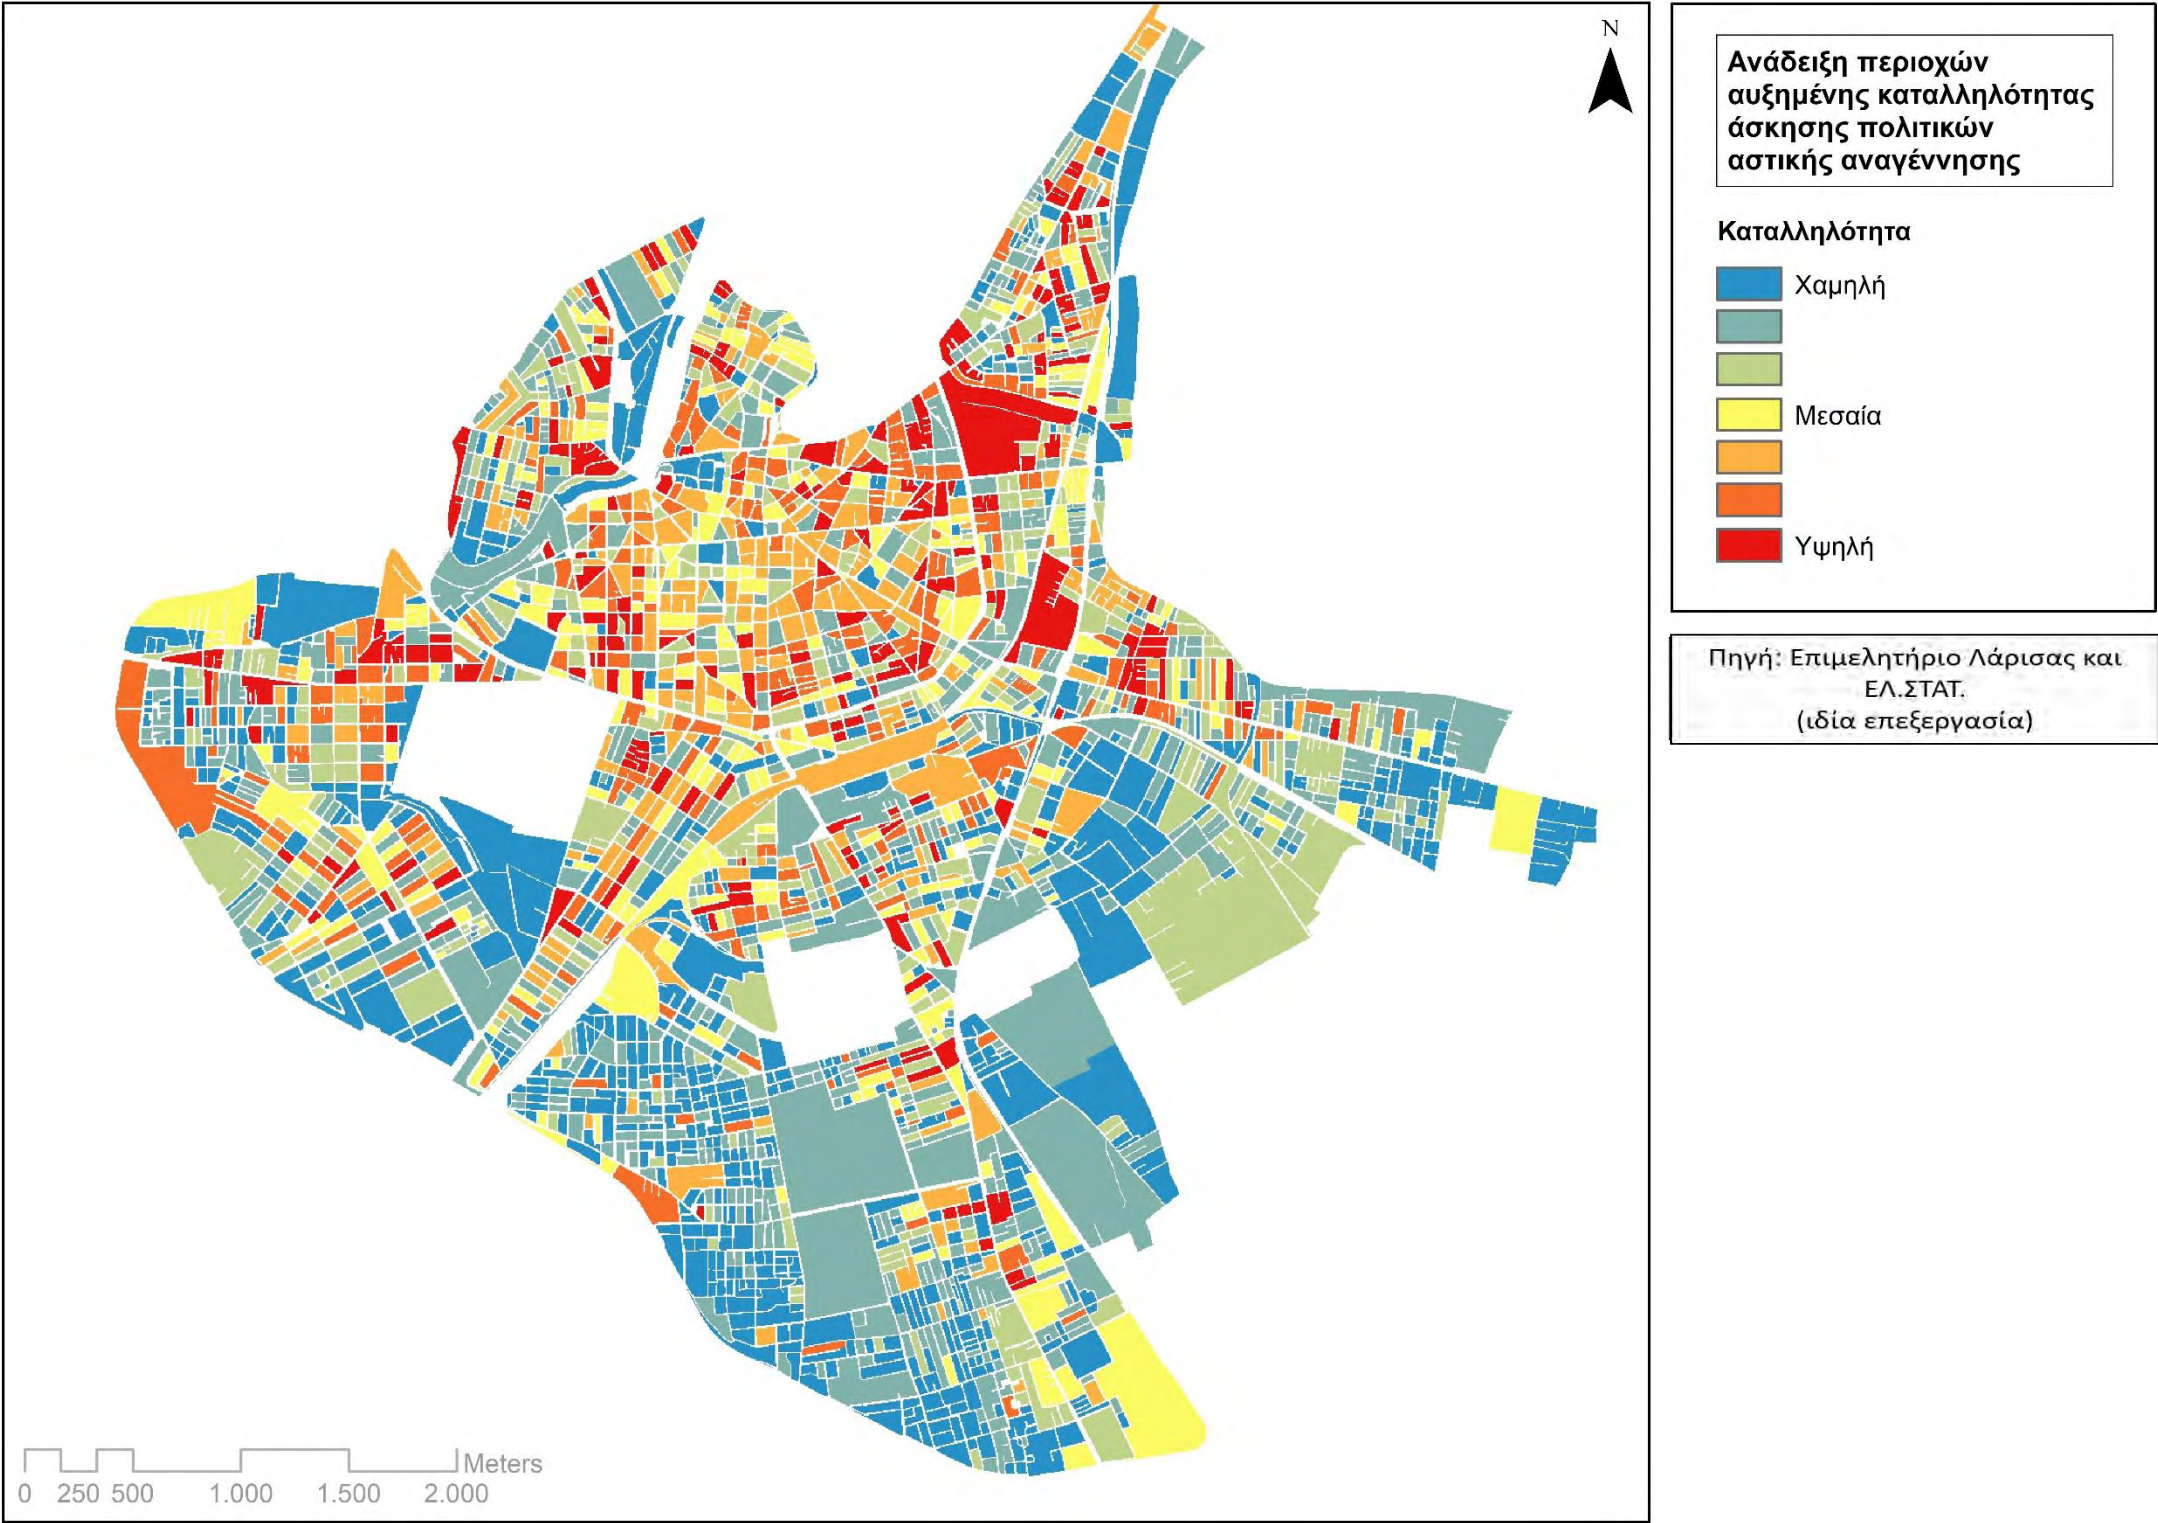 N
Ανάδειξη περιοχών
αυξημένης καταλληλότητας
άσκησης πολιτικών
αστικής αναγέννησης
Καταλληλότητα
Χαμηλή
Μεσαία
Υψηλή
Πηγή: Επιμελητήριο Λάρισας και
ΕΛ.ΣΤΑΤ.
(ιδία επεξεργασία)
Meters
0 250 500 1.000 1.500 2.000